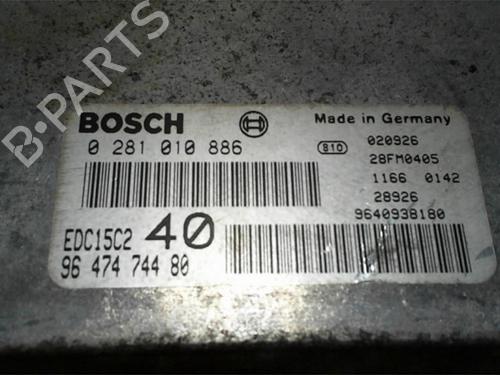 B-PARTS
BOSCH
Made in Germany
0 281 010 886
810
020926
28FM0405
1166 0142
28926
9640938180
EDC15C2 40
96 474 744 80